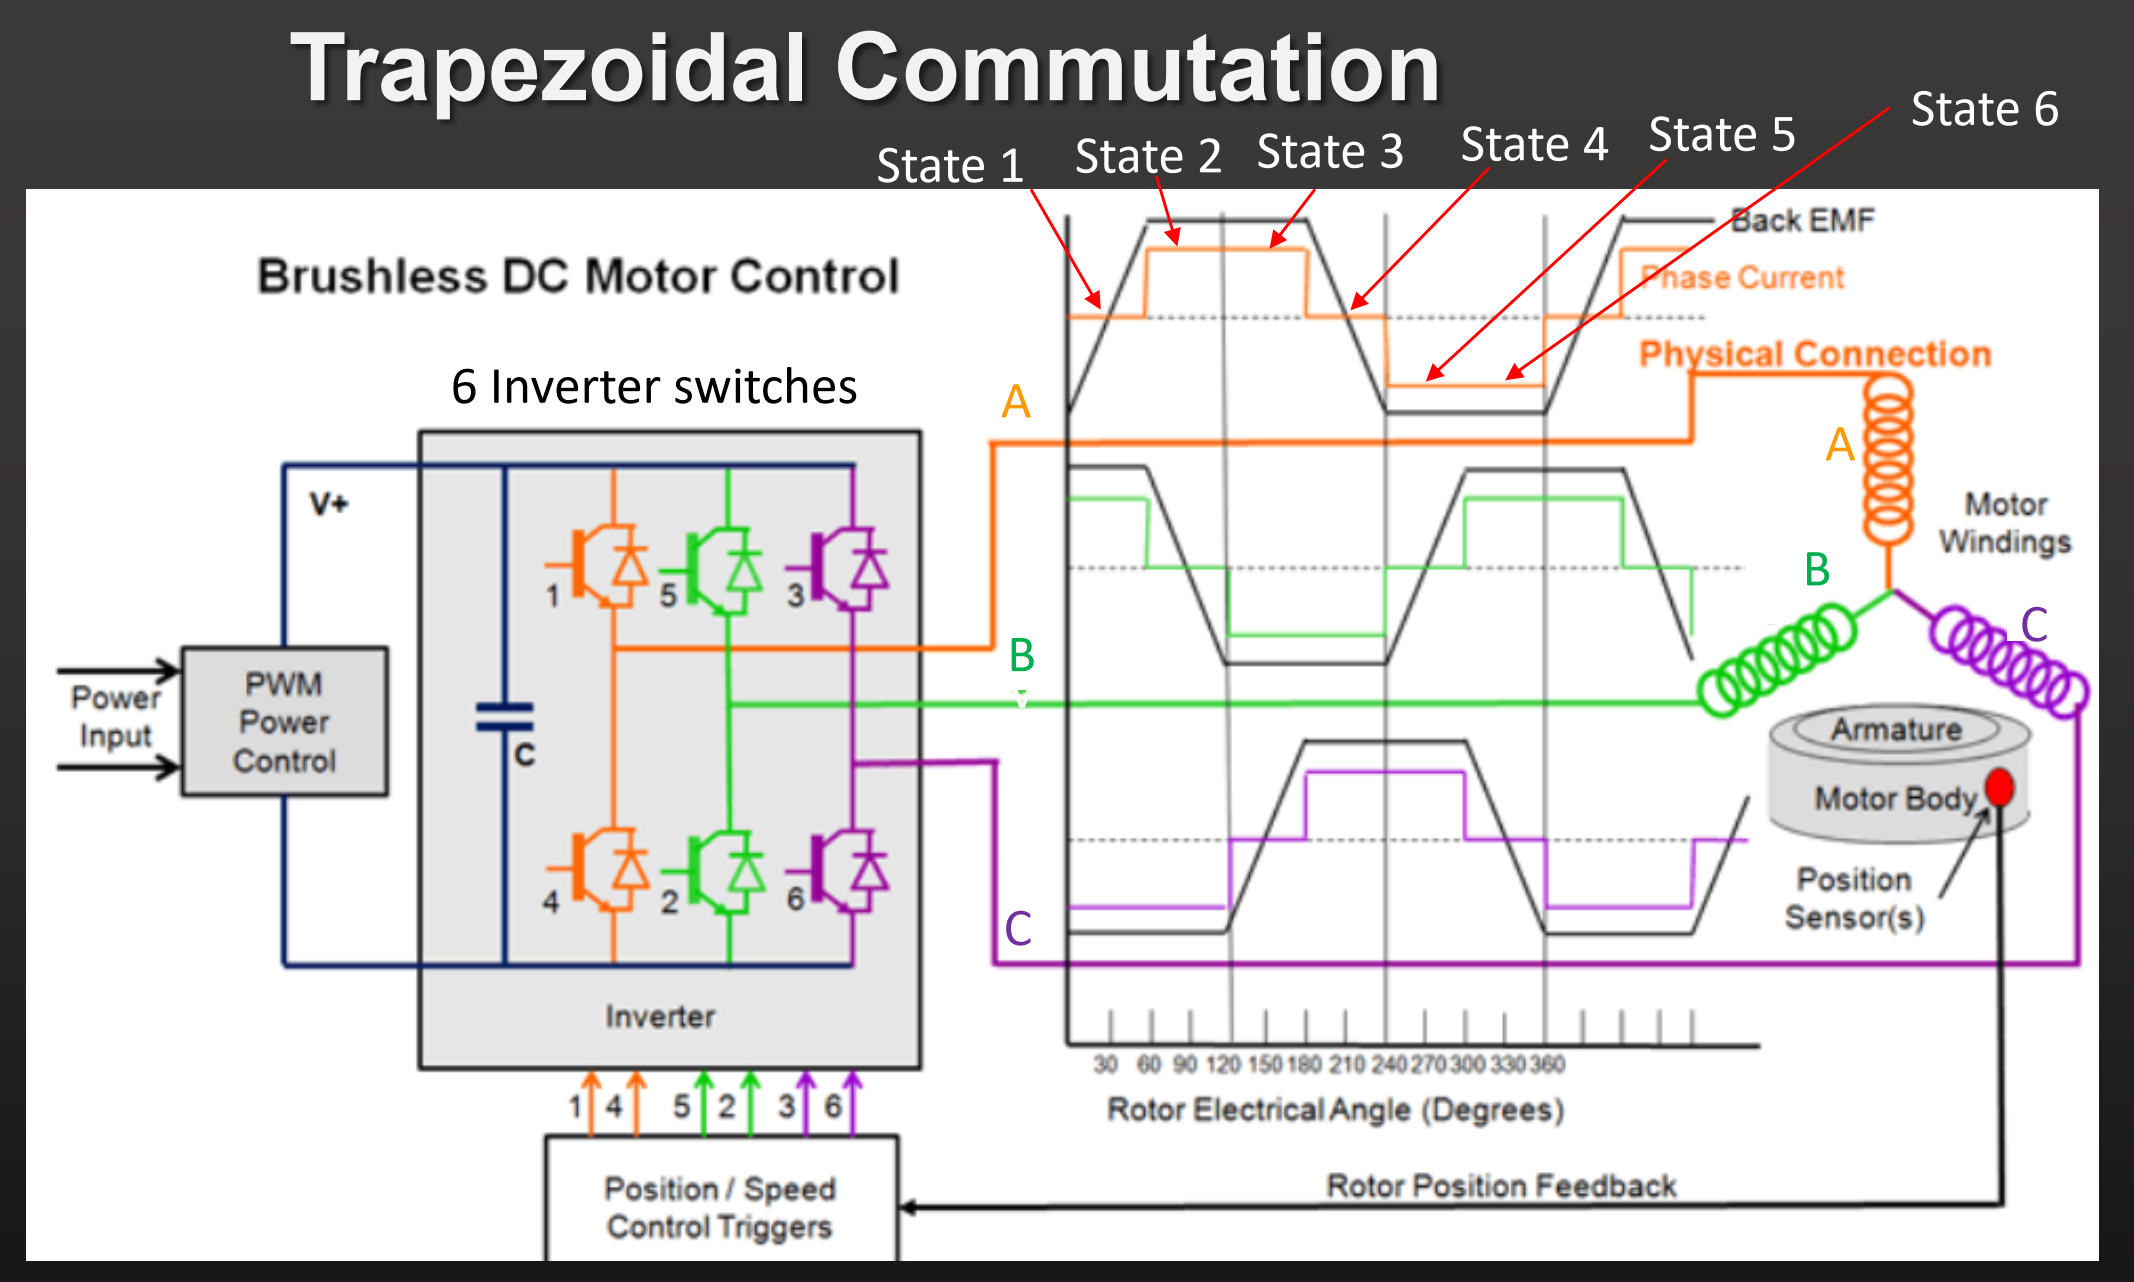 Trapezoidal Commutation
State 1
State 2
State 3
State 4
State 5
State 6
Brushless DC Motor Control
6 Inverter switches
Back EMF
Phase Current
Physical Connection
A
A
V+
1
5
3
Motor
Windings
B
B
C
C
PWM
Power
Control
Power
Input
C
4
2
6
Armature
Motor Body
Position
Sensor(s)
Inverter
30 60 90 120 150 180 210 240 270 300 330 360
Rotor Electrical Angle (Degrees)
1 4 5 2 3 6
Position / Speed
Control Triggers
Rotor Position Feedback